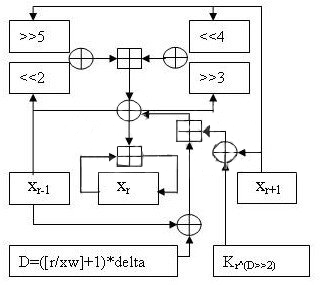 >>5
<<4
<<2
>>3
Xr-1
Xr
Xr+1
D=([r/xw]+1)*delta
Kr^(D>>2)